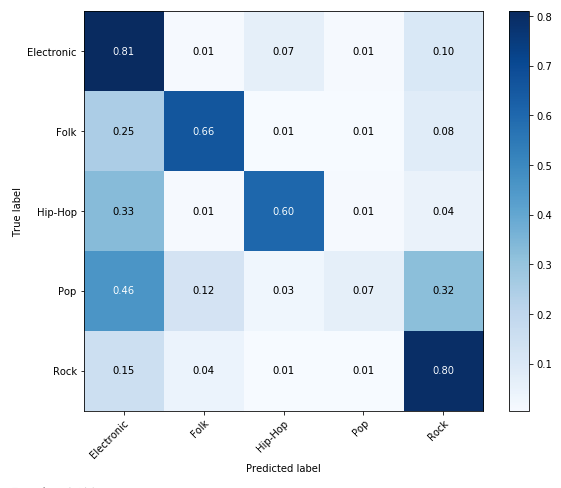 Electronic 0.81 0.01 0.07 0.01 0.10
Folk 0.25 0.66 0.01 0.01 0.08
Hip-Hop 0.33 0.01 0.60 0.01 0.04
Pop 0.46 0.12 0.03 0.07 0.32
Rock 0.15 0.04 0.01 0.01 0.80
True label
Electronic Folk Hip-Hop Pop Rock
Predicted label
0.8
0.7
0.6
0.5
0.4
0.3
0.2
0.1